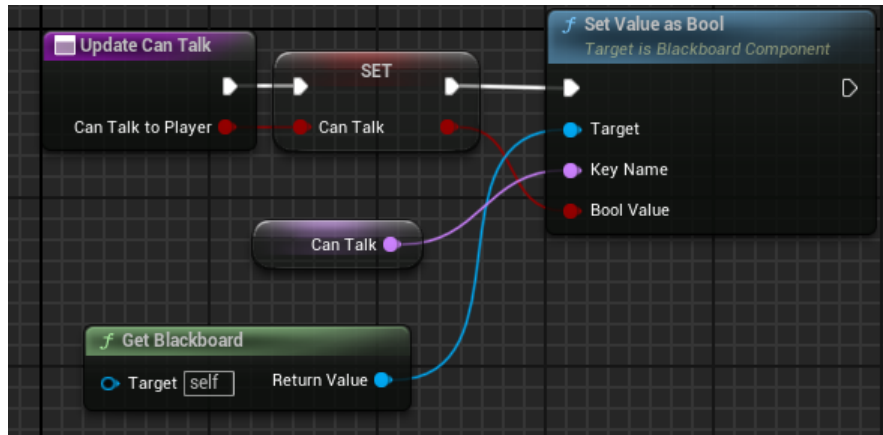 Update Can Talk
Can Talk to Player
SET
Can Talk
f Set Value as Bool
Target is Blackboard Component
Target
Key Name
Bool Value
Can Talk
f Get Blackboard
Target self
Return Value